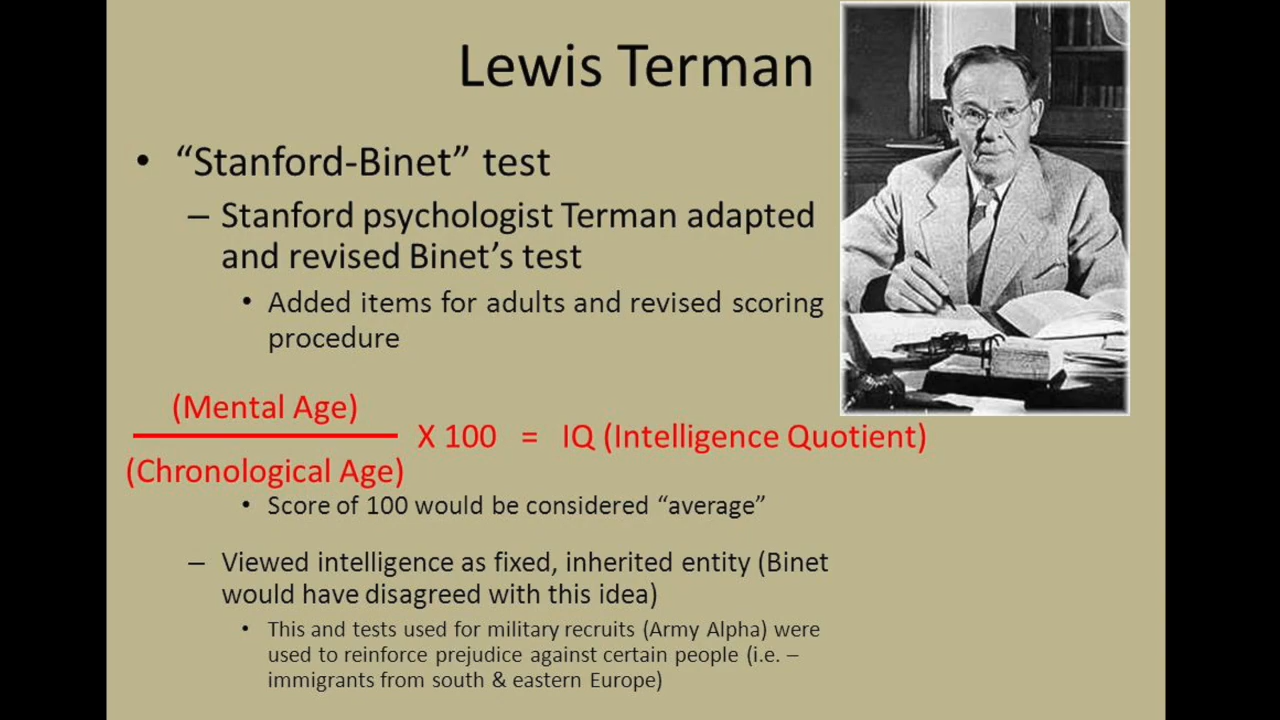 Lewis Terman
• “Stanford-Binet” test
– Stanford psychologist Terman adapted
and revised Binet’s test
• Added items for adults and revised scoring
procedure
(Mental Age)
X 100 = IQ (Intelligence Quotient)
(Chronological Age)
• Score of 100 would be considered “average”
– Viewed intelligence as fixed, inherited entity (Binet
would have disagreed with this idea)
• This and tests used for military recruits (Army Alpha) were
used to reinforce prejudice against certain people (i.e. –
immigrants from south & eastern Europe)